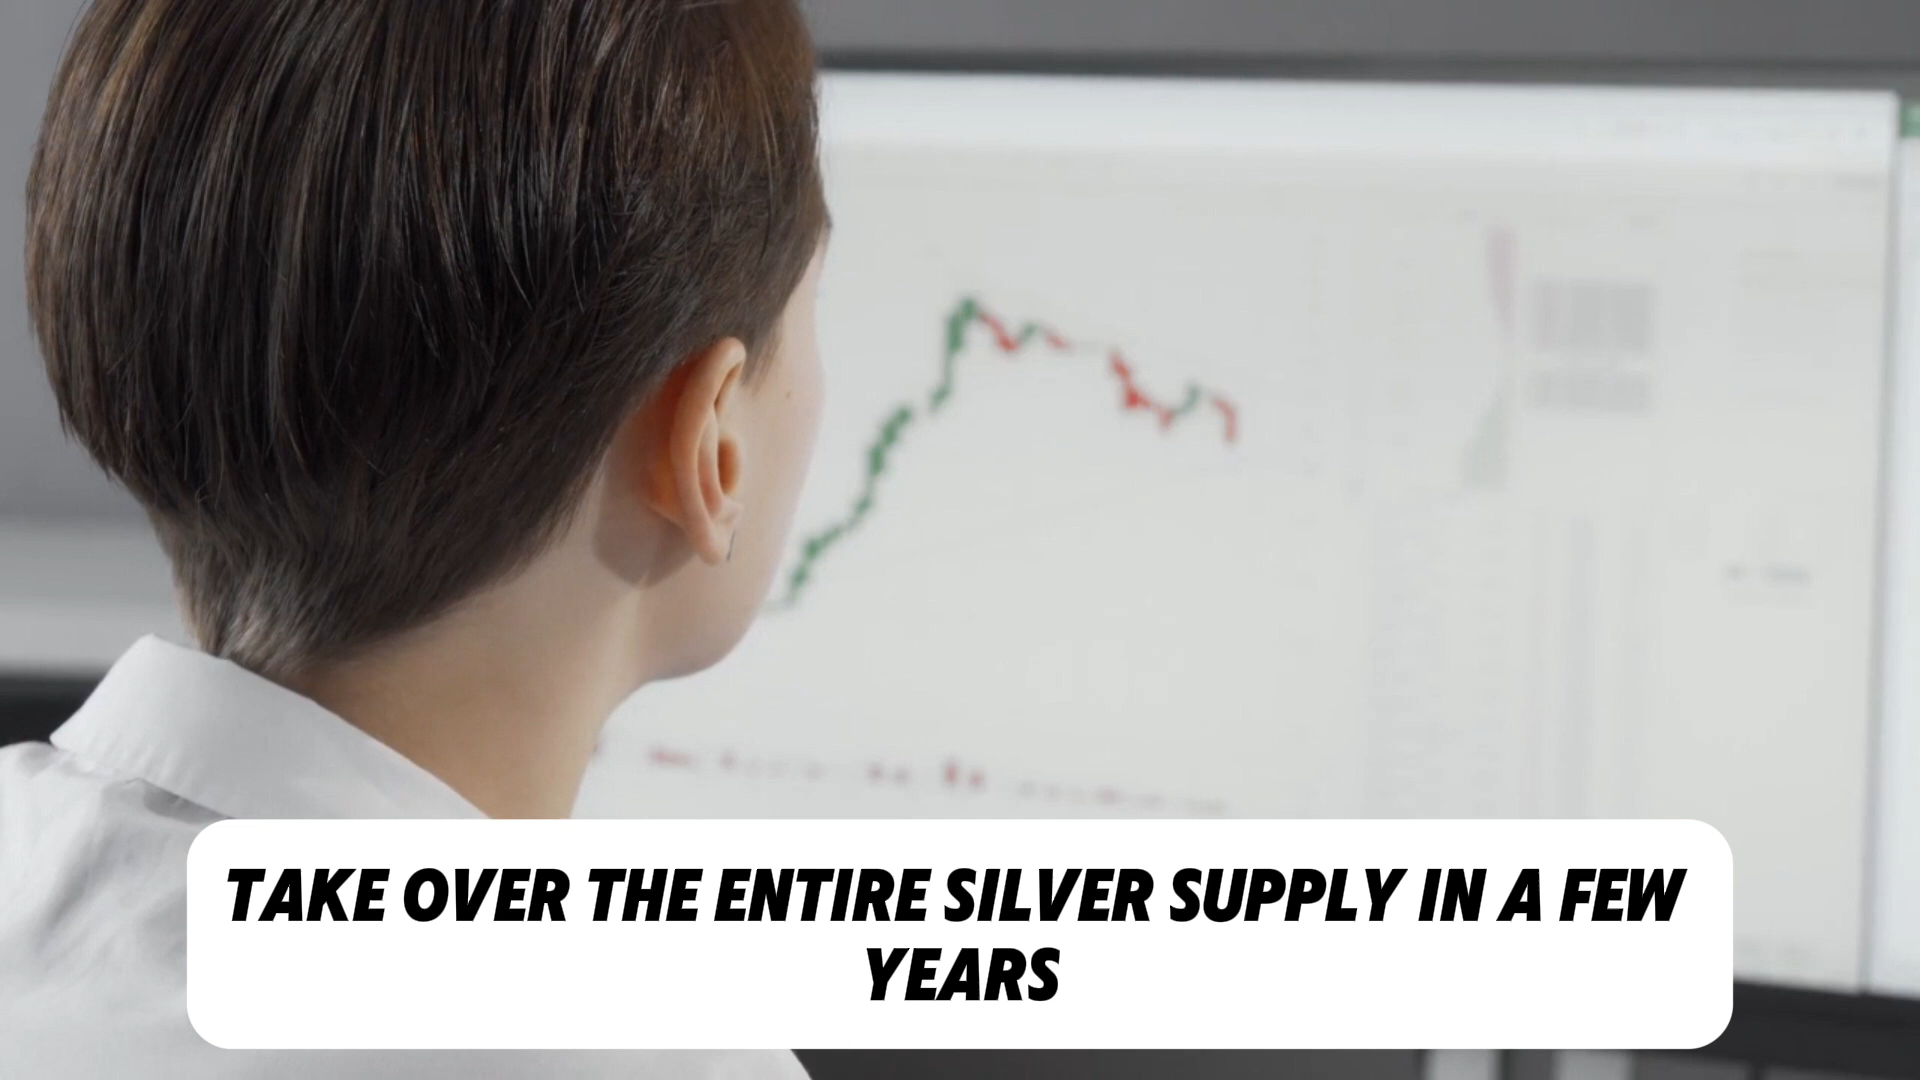 TAKE OVER THE ENTIRE SILVER SUPPLY IN A FEW
YEARS